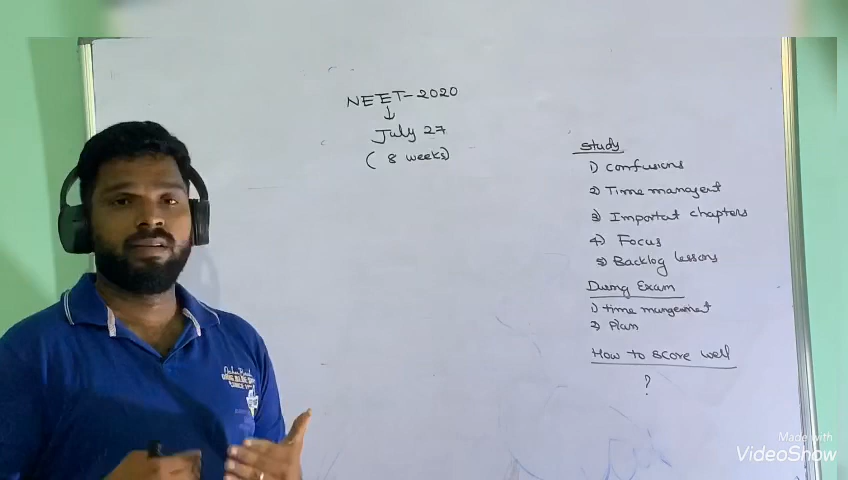 NEET-2020
July 27
( 8 weeks)
Study
1) Confusions
2) Time managent
3) Important chapters
4) Focus
5) Backlog lessons
During Exam
1) time mangement
2) Plan
How to score well
?
Made with
VideoShow